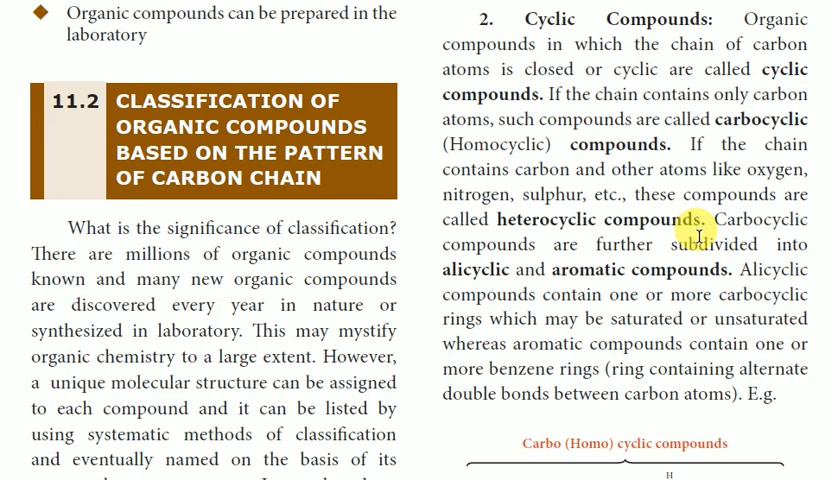 ◆ Organic compounds can be prepared in the
laboratory
11.2 CLASSIFICATION OF
ORGANIC COMPOUNDS
BASED ON THE PATTERN
OF CARBON CHAIN
What is the significance of classification?
There are millions of organic compounds
known and many new organic compounds
are discovered every year in nature or
synthesized in laboratory. This may mystify
organic chemistry to a large extent. However,
a unique molecular structure can be assigned
to each compound and it can be listed by
using systematic methods of classification
and eventually named on the basis of its
2. Cyclic Compounds: Organic
compounds in which the chain of carbon
atoms is closed or cyclic are called cyclic
compounds. If the chain contains only carbon
atoms, such compounds are called carbocyclic
(Homocyclic) compounds. If the chain
contains carbon and other atoms like oxygen,
nitrogen, sulphur, etc., these compounds are
called heterocyclic compounds. Carbocyclic
compounds are further subdivided into
alicyclic and aromatic compounds. Alicyclic
compounds contain one or more carbocyclic
rings which may be saturated or unsaturated
whereas aromatic compounds contain one or
more benzene rings (ring containing alternate
double bonds between carbon atoms). E.g.
Carbo (Homo) cyclic compounds
H